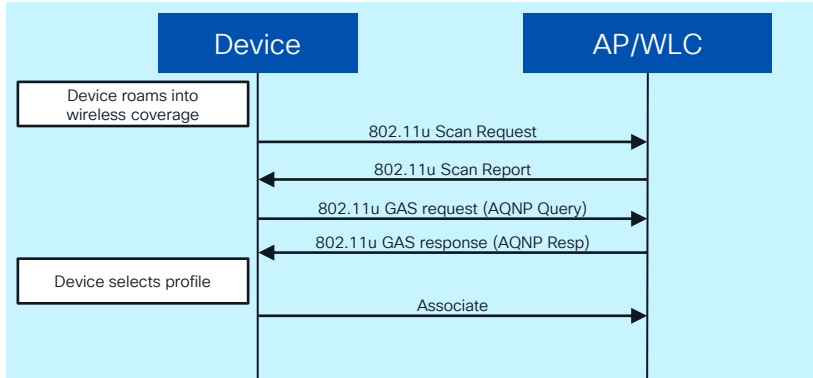 Device
AP/WLC
Device roams into
wireless coverage
802.11u Scan Request
802.11u Scan Report
802.11u GAS request (AQNP Query)
802.11u GAS response (AQNP Resp)
Device selects profile
Associate